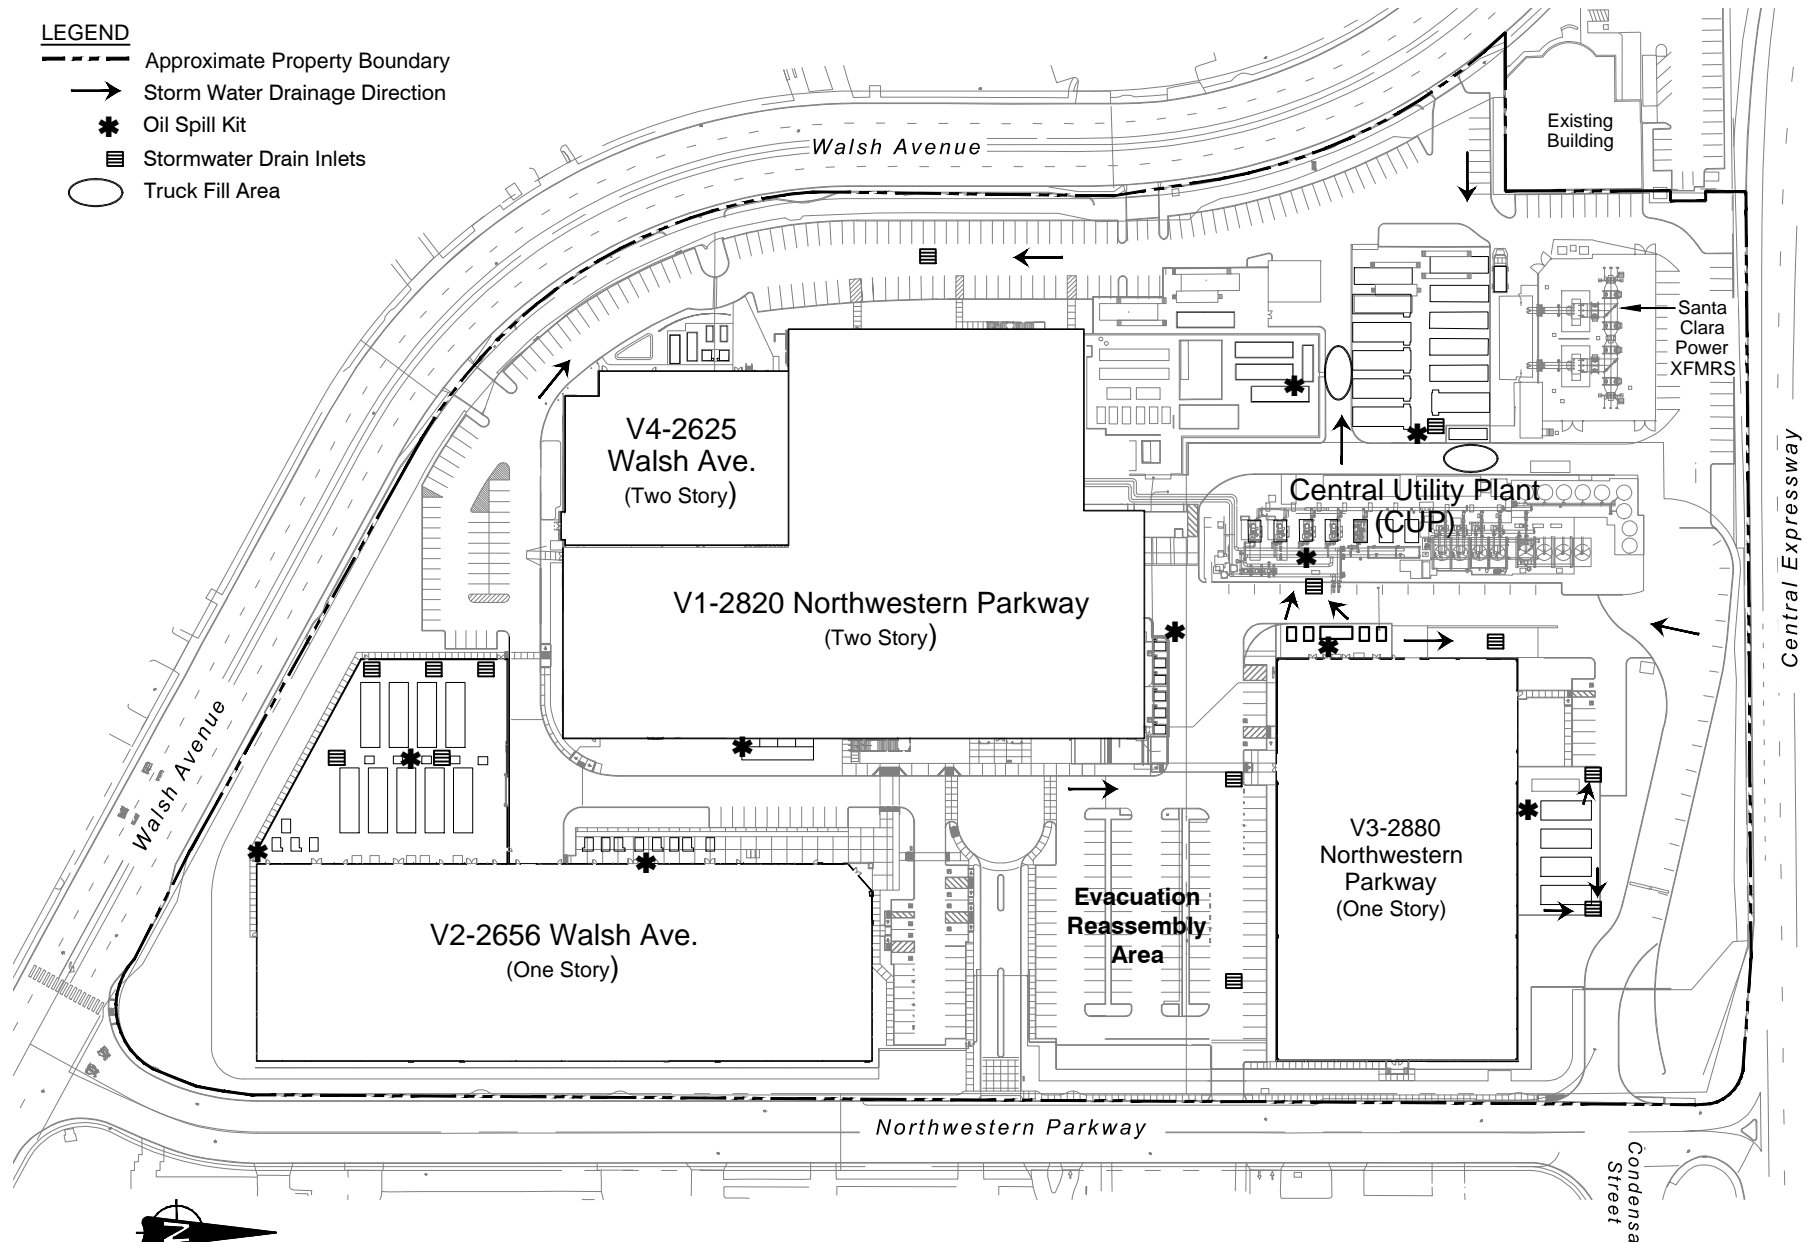 LEGEND
Approximate Property Boundary
Storm Water Drainage Direction
Oil Spill Kit
Stormwater Drain Inlets
Truck Fill Area
Walsh Avenue
Existing
Building
Santa
Clara
Power
XFMRS
V4-2625
Walsh Ave.
(Two Story)
Central Utility Plant
(CUP)
Central Expressway
V1-2820 Northwestern Parkway
(Two Story)
Walsh Avenue
V3-2880
Northwestern
Parkway
(One Story)
Evacuation
Reassembly
Area
V2-2656 Walsh Ave.
(One Story)
Northwestern Parkway
Condensa
Street
N